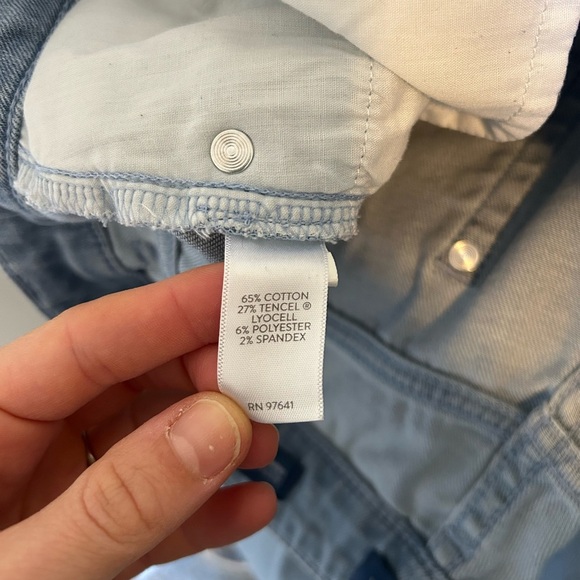 65% COTTON
27% TENCEL ®
LYOCELL
6% POLYESTER
2% SPANDEX
RN 97641